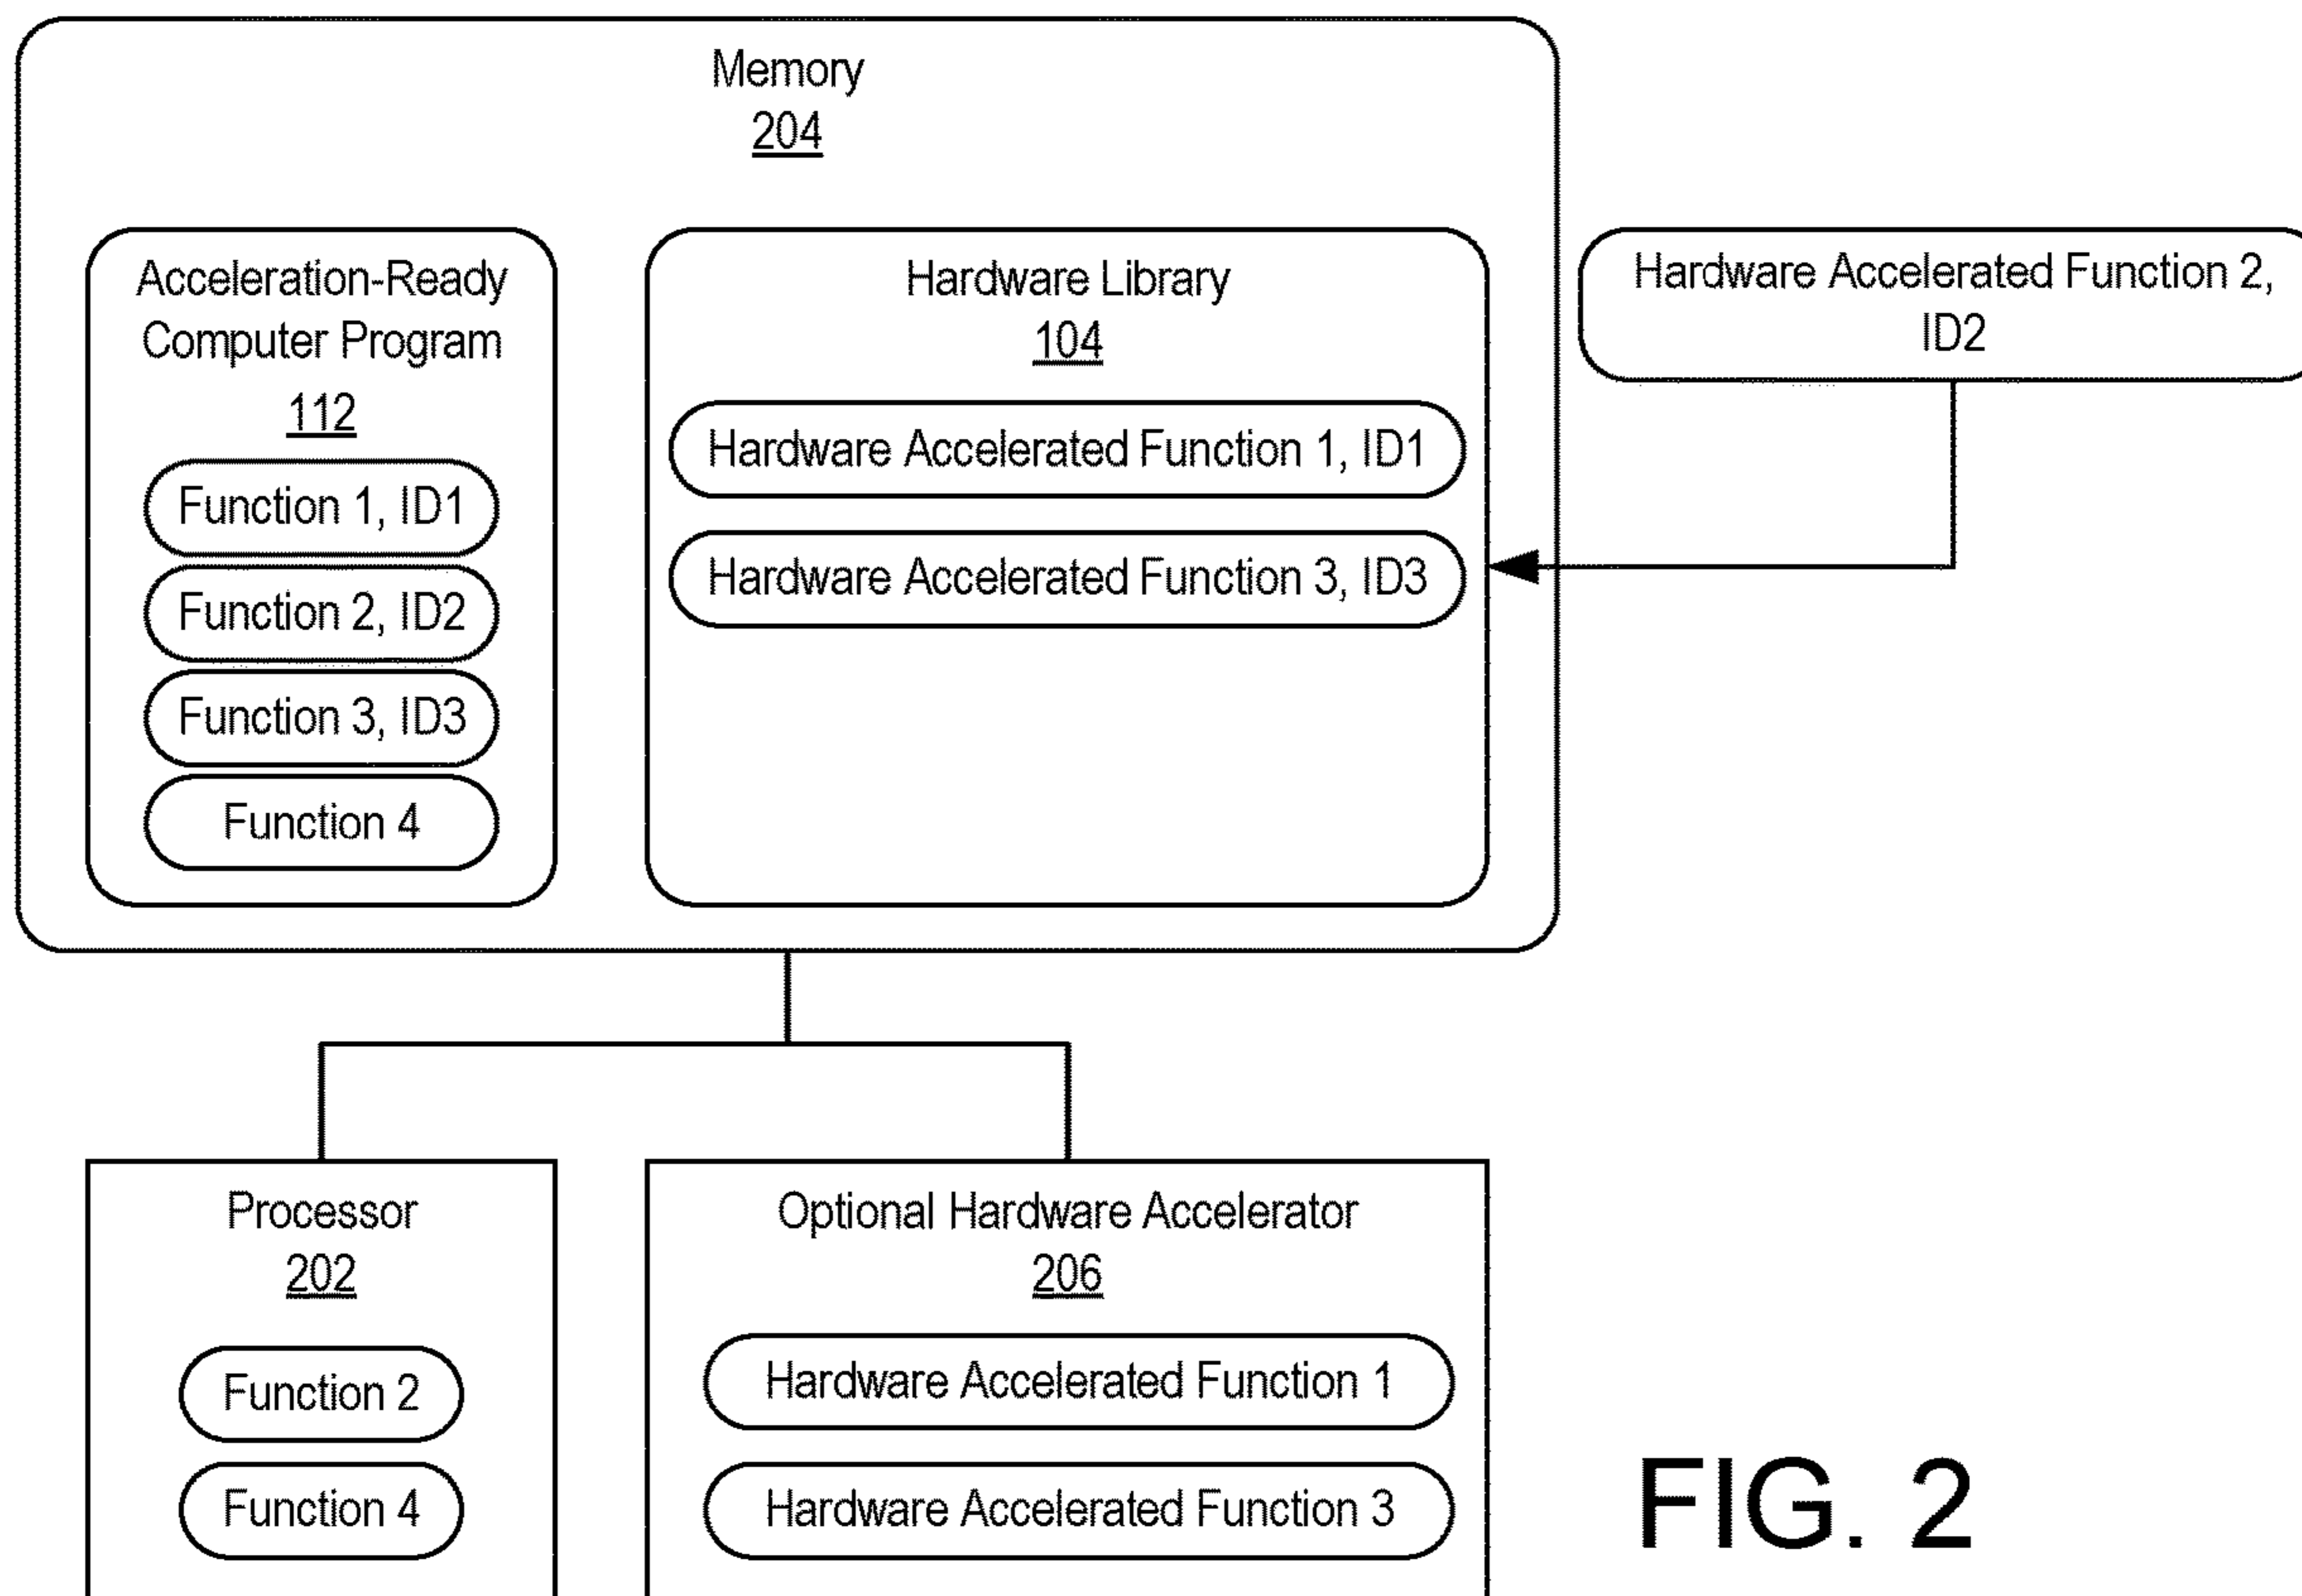 Memory
204
Acceleration-Ready
Computer Program
112
Function 1, ID1
Function 2, ID2
Function 3, ID3
Function 4
Hardware Library
104
Hardware Accelerated Function 1, ID1
Hardware Accelerated Function 3, ID3
Hardware Accelerated Function 2,
ID2
Processor
202
Function 2
Function 4
Optional Hardware Accelerator
206
Hardware Accelerated Function 1
Hardware Accelerated Function 3
FIG. 2